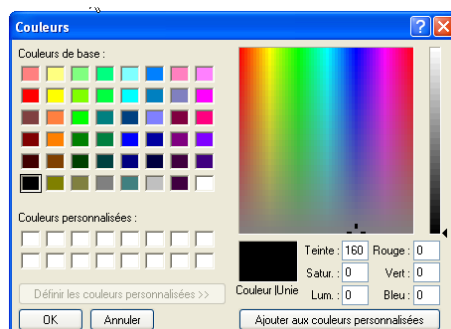 Couleurs
Couleurs de base :
Couleurs personnalisées :
Définir les couleurs personnalisées >>
OK Annuler
Couleur |Unie
Teinte : 160 Rouge : 0
Satur. : 0 Vert : 0
Lum. : 0 Bleu : 0
Ajouter aux couleurs personnalisées